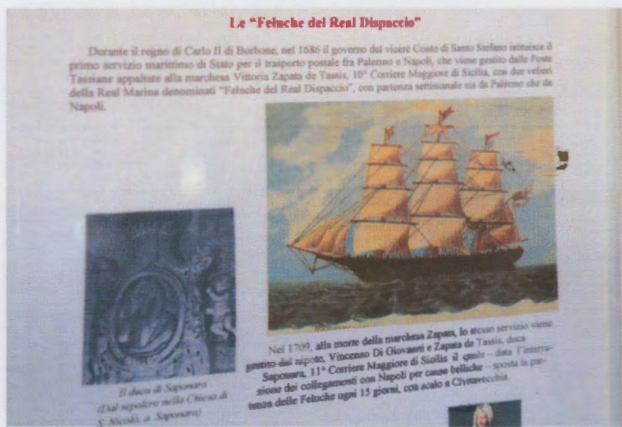 Le "Feluche del Real Dispaccio"
Durante il regno di Carlo II di Borbone, nel 1686 il governo del viceré Conte di Santo Stefano istituisce il
primo servizio marittimo di Stato per il trasporto postale fra Palermo e Napoli, che viene gestito dalle Poste
Tassiane appaltate alla marchesa Vittoria Zapata de Tassis, 10° Corriere Maggiore di Sicilia, con due velieri
della Real Marina denominati "Feluche del Real Dispaccio", con partenza settimanale sia da Palermo che da
Napoli.
Il duca di Saponara
(Dal sepolcro nella Chiesa di
S. Nicolò, a Saponara)
Nel 1709, alla morte della marchesa Zapata, lo stesso servizio viene
gestito dal nipote, Vincenzo Di Giovanni e Zapata de Tassis, duca
Saponara, 11° Corriere Maggiore di Sicilia il quale – data l'interru-
zione dei collegamenti con Napoli per cause belliche – sposta la par-
tenza delle Feluche ogni 15 giorni, con scalo a Civitavecchia.